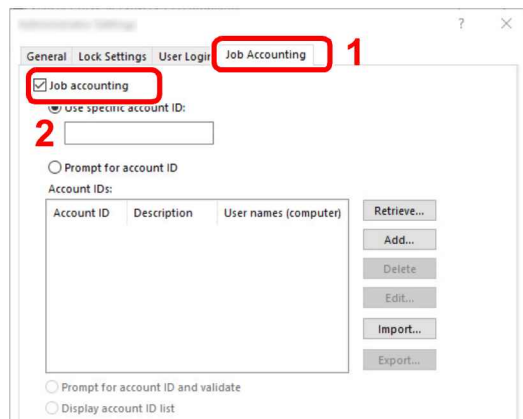 ? ×
General Lock Settings User Login Job Accounting 1
Job accounting
Use specific account ID:
2
Prompt for account ID
Account IDs:
Account ID Description User names (computer)
Retrieve...
Add...
Delete
Edit...
Import...
Export...
Prompt for account ID and validate
Display account ID list